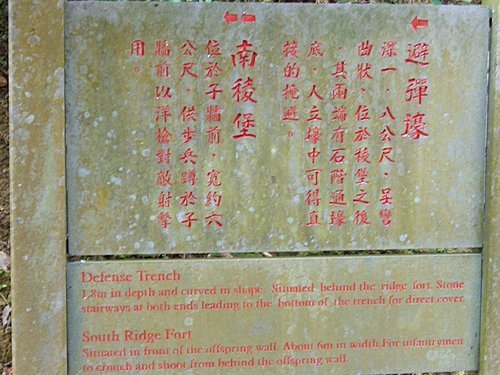 避彈壕
深一．八公尺、呈彎
曲狀、位於稜堡之後
、其兩端有石階通壕
底、人立壕中可得直
接的掩避。
南稜堡
位於子牆前、寬約六
公尺、供步兵蹲於子
牆前以洋槍對敵射擊
用。
Defense Trench
1.8m in depth and curved in shape. Situated behind the ridge fort. Stone
stairways at both ends leading to the bottom of the trench for direct cover.
South Ridge Fort
Situated in front of the offspring wall. About 6m in width.For infantrymen
to crouch and shoot from behind the offspring wall.